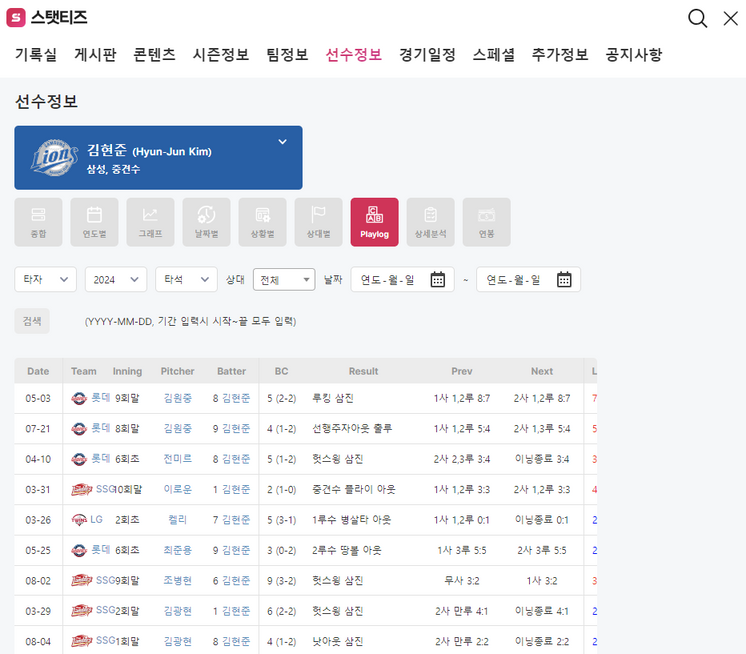 스탯티즈
기록실 게시판 콘텐츠 시즌정보 팀정보 선수정보 경기일정 스페셜 추가정보 공지사항
선수정보
김현준 (Hyun-Jun Kim)
삼성, 중견수
종합 연도별 그래프 날짜별 상황별 상대별 Playlog 상세분석 연봉
타자 2024 타석 상대 전체 날짜 연도-월-일 ~ 연도-월-일
검색 (YYYY-MM-DD, 기간 입력시 시작~끝 모두 입력)
Date Team Inning Pitcher Batter BC Result Prev Next L
05-03 롯데 9회말 김원중 8 김현준 5 (2-2) 루킹 삼진 1사 1,2루 8:7 2사 1,2루 8:7 7
07-21 롯데 8회말 김원중 9 김현준 4 (1-2) 선행주자아웃 출루 1사 1,2루 5:4 2사 1,3루 5:4 5
04-10 롯데 6회초 전미르 8 김현준 5 (1-2) 헛스윙 삼진 2사 2,3루 3:4 이닝종료 3:4 3
03-31 SSG 10회말 이로운 1 김현준 2 (1-0) 중견수 플라이 아웃 1사 1,2루 3:3 2사 1,2루 3:3 4
03-26 LG 2회초 켈리 7 김현준 5 (3-1) 1루수 병살타 아웃 1사 1,2루 0:1 이닝종료 0:1 2
05-25 롯데 6회초 최준용 9 김현준 3 (0-2) 2루수 땅볼 아웃 1사 3루 5:5 2사 3루 5:5 2
08-02 SSG 9회말 조병현 6 김현준 9 (3-2) 헛스윙 삼진 무사 3:2 1사 3:2 3
03-29 SSG 2회말 김광현 1 김현준 6 (2-2) 헛스윙 삼진 2사 만루 4:1 이닝종료 4:1 2
08-04 SSG 1회말 김광현 8 김현준 4 (1-2) 낫아웃 삼진 2사 만루 2:2 이닝종료 2:2 2